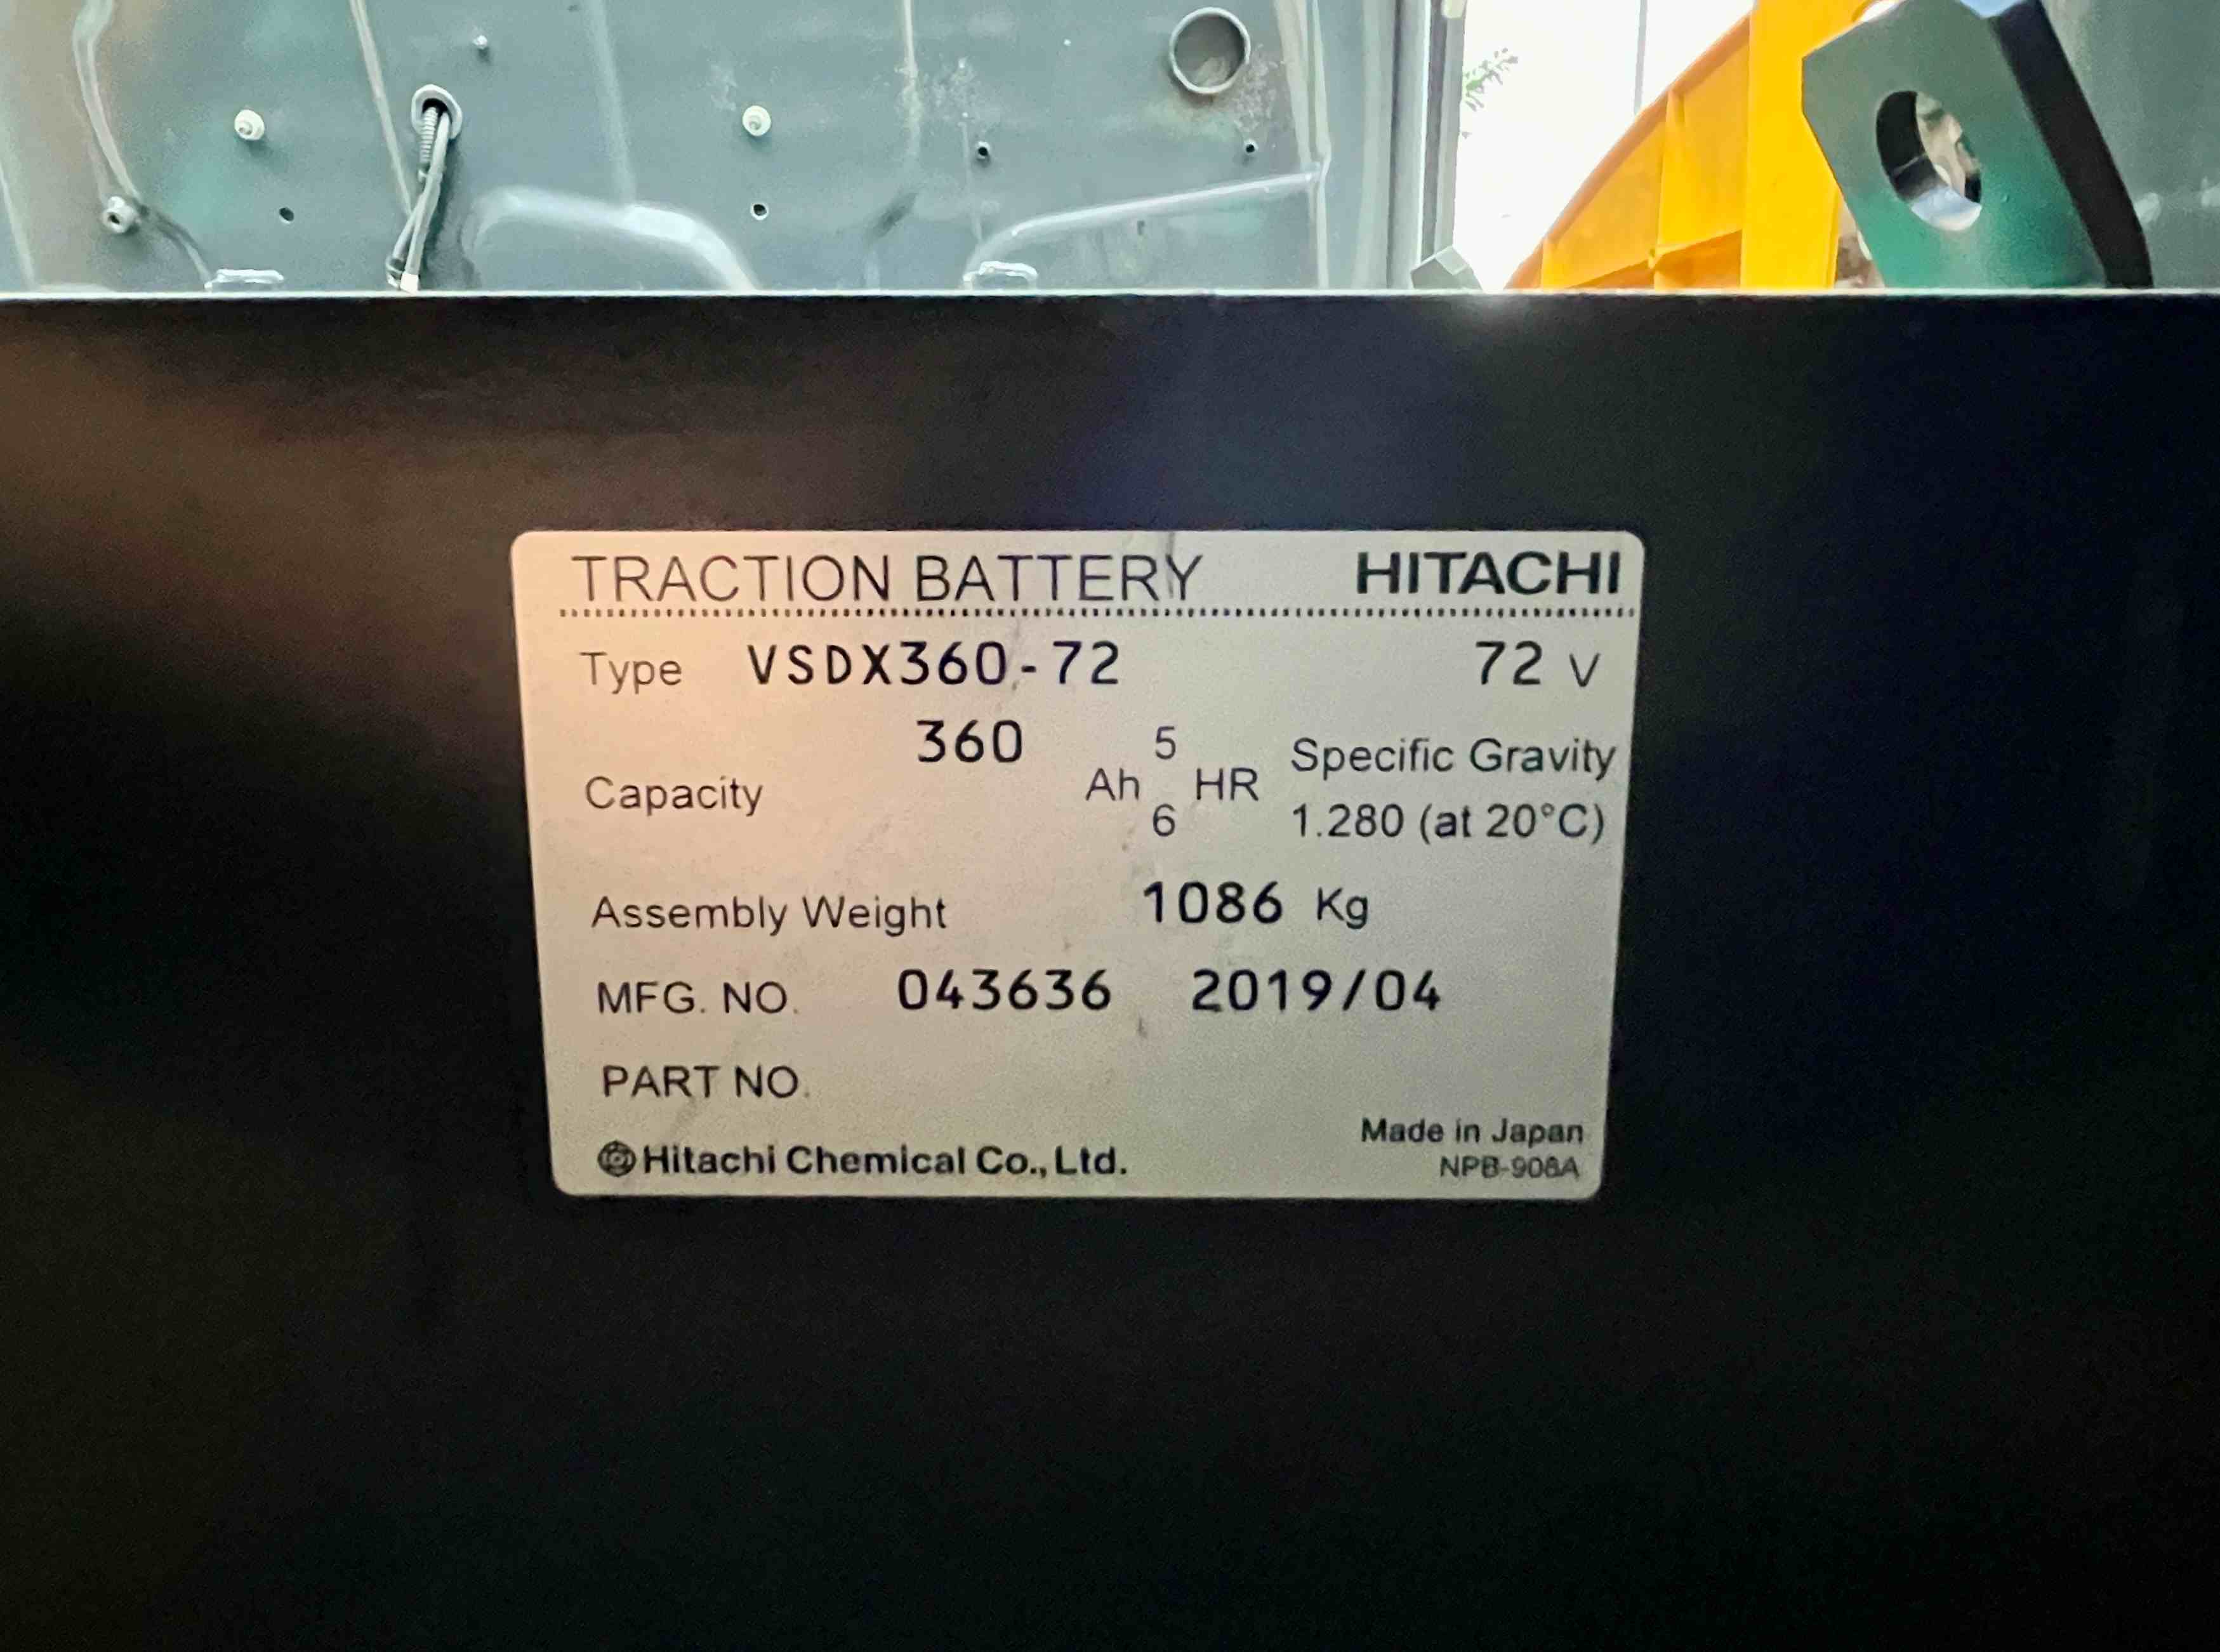 TRACTION BATTERY HITACHI
Type VSDX360-72 72 V
360 5
Capacity Ah HR Specific Gravity
6 1.280 (at 20°C)
Assembly Weight 1086 Kg
MFG. NO. 043636 2019/04
PART NO.
Made in Japan
Hitachi Chemical Co., Ltd. NPB-908A